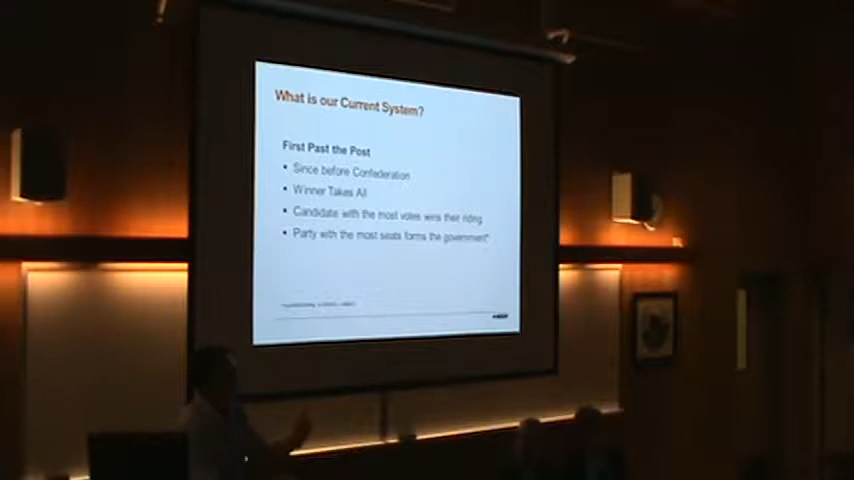 What is our Current System?
First Past the Post
• Since before Confederation
• Winner Takes All
• Candidate with the most votes wins their riding
• Party with the most seats forms the government*